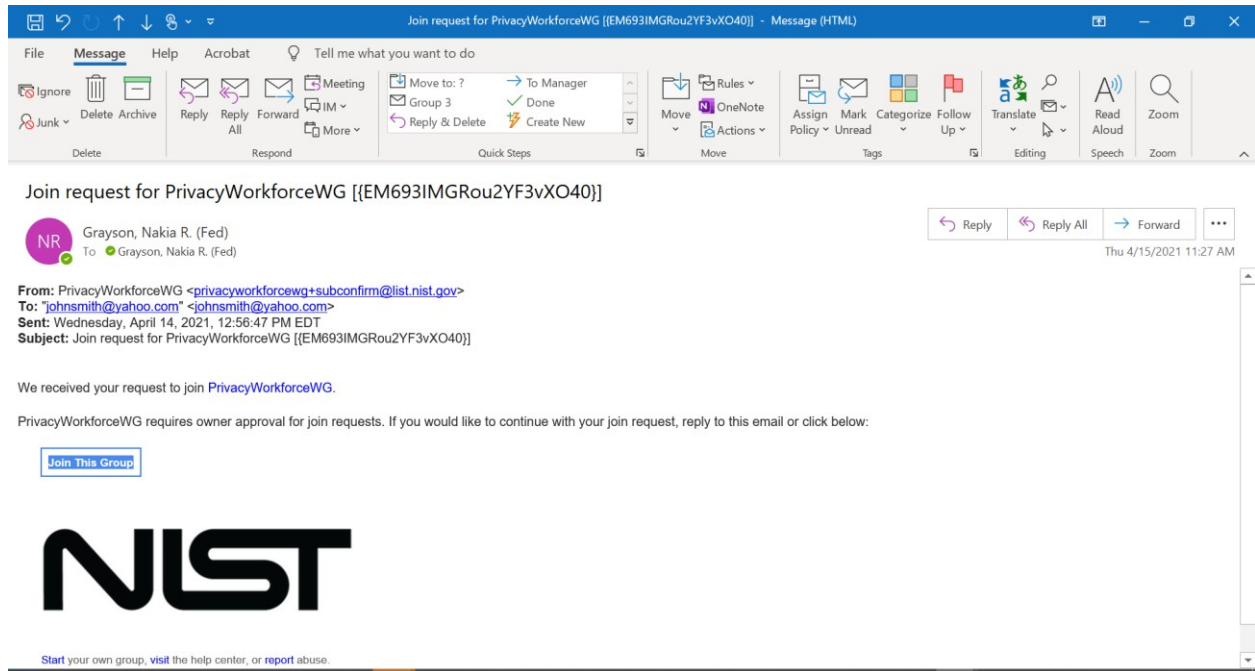 Join request for PrivacyWorkforceWG [{EM693IMGRou2YF3vXO40}] - Message (HTML)
File Message Help Acrobat Tell me what you want to do
Ignore
Junk
Delete Archive
Reply Reply All Forward
Meeting
IM
More
Move to: ? To Manager
Group 3 Done
Reply & Delete Create New
Move
Rules
OneNote
Actions
Assign Policy Mark Unread Categorize Follow Up
Translate
Read Aloud
Zoom
Delete Respond Quick Steps Move Tags Editing Speech Zoom
Join request for PrivacyWorkforceWG [{EM693IMGRou2YF3vXO40}]
NR
Grayson, Nakia R. (Fed)
To Grayson, Nakia R. (Fed)
Reply Reply All Forward
Thu 4/15/2021 11:27 AM
From: PrivacyWorkforceWG <privacyworkforcewg+subconfirm@list.nist.gov>
To: "johnsmith@yahoo.com" <johnsmith@yahoo.com>
Sent: Wednesday, April 14, 2021, 12:56:47 PM EDT
Subject: Join request for PrivacyWorkforceWG [{EM693IMGRou2YF3vXO40}]
We received your request to join PrivacyWorkforceWG.
PrivacyWorkforceWG requires owner approval for join requests. If you would like to continue with your join request, reply to this email or click below:
Join This Group
NIST
Start your own group, visit the help center, or report abuse.